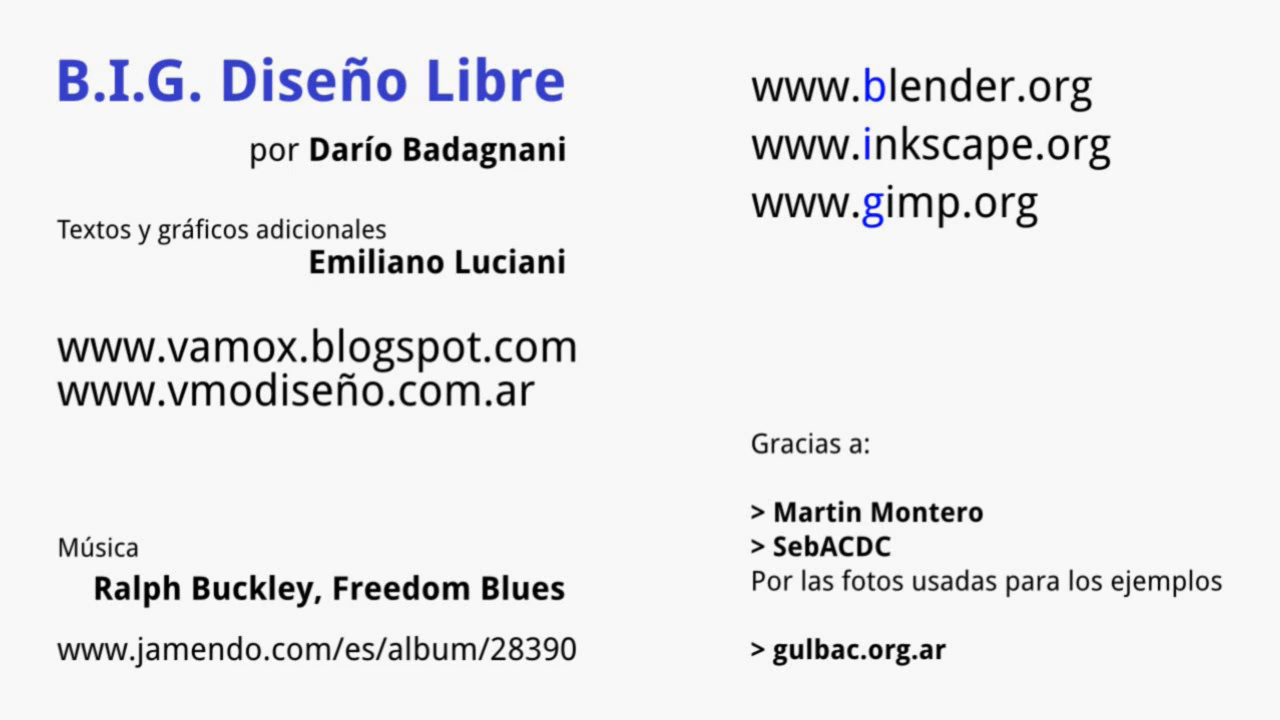 B.I.G. Diseño Libre
por Darío Badagnani
Textos y gráficos adicionales
Emiliano Luciani
www.vamox.blogspot.com
www.vmodiseño.com.ar
Música
Ralph Buckley, Freedom Blues
www.jamendo.com/es/album/28390
www.blender.org
www.inkscape.org
www.gimp.org
Gracias a:
> Martin Montero
> SebACDC
Por las fotos usadas para los ejemplos
> gulbac.org.ar